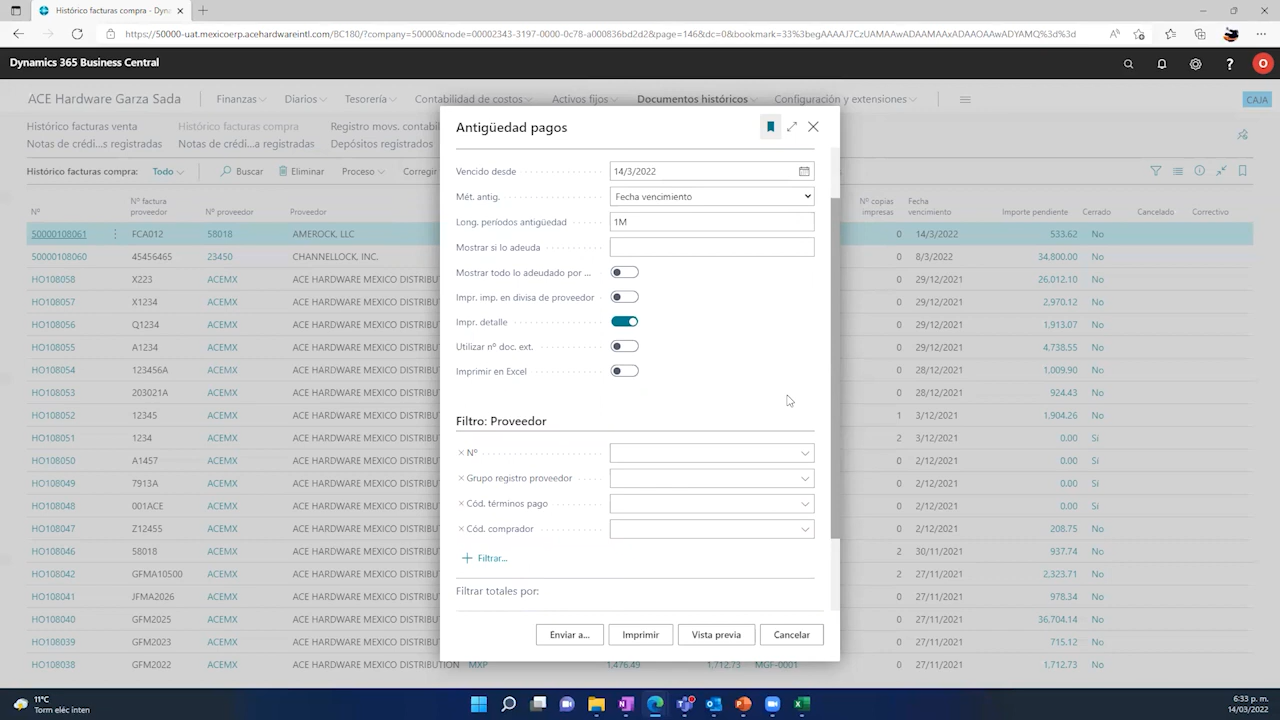 Histórico facturas compra - Dyna
https://50000-uat.mexicoerp.acehardwareintl.com/BC180/?company=50000&node=00002343-3197-0000-0c78-a000836bd2d2&page=146&dc=0&bookmark=33%3begAAAAJ7CzUAMAAwADAAMAAxADAAOAAwADYAMQ%3d%3d
Dynamics 365 Business Central
?
O
ACE Hardware Garza Sada
Finanzas
Diarios
Tesorería
Contabilidad de costos
Activos fijos
Documentos históricos
Configuración y extensiones
CAJA
Histórico facturas venta
Histórico facturas compra
Registro movs. contabl
Notas de crédi...s registradas
Notas de crédi...a registradas
Depósitos registrados
Histórico facturas compra:
Todo
Buscar
Eliminar
Proceso
Corregir
Nº
Nº factura proveedor
Nº proveedor
Proveedor
Nº copias impresas
Fecha vencimiento
Importe pendiente
Cerrado
Cancelado
Correctivo
50000108061 FCA012 58018 AMEROCK, LLC 0 14/3/2022 533.62 No
50000108060 45456465 23450 CHANNELLOCK, INC. 0 8/3/2022 34,800.00 No
HO108058 X223 ACEMX ACE HARDWARE MEXICO DISTRIBUT 0 29/12/2021 26,012.10 No
HO108057 X1234 ACEMX ACE HARDWARE MEXICO DISTRIBUT 0 29/12/2021 2,970.12 No
HO108056 Q1234 ACEMX ACE HARDWARE MEXICO DISTRIBUT 0 29/12/2021 1,913.07 No
HO108055 A1234 ACEMX ACE HARDWARE MEXICO DISTRIBUT 0 29/12/2021 4,738.55 No
HO108054 123456A ACEMX ACE HARDWARE MEXICO DISTRIBUT 0 28/12/2021 1,009.90 No
HO108053 203021A ACEMX ACE HARDWARE MEXICO DISTRIBUT 0 28/12/2021 924.43 No
HO108052 12345 ACEMX ACE HARDWARE MEXICO DISTRIBUT 1 3/12/2021 1,904.26 No
HO108051 1234 ACEMX ACE HARDWARE MEXICO DISTRIBUT 2 3/12/2021 0.00 Sí
HO108050 A1457 ACEMX ACE HARDWARE MEXICO DISTRIBUT 0 2/12/2021 0.00 Sí
HO108049 7913A ACEMX ACE HARDWARE MEXICO DISTRIBUT 0 2/12/2021 0.00 Sí
HO108048 001ACE ACEMX ACE HARDWARE MEXICO DISTRIBUT 0 2/12/2021 0.00 Sí
HO108047 Z12455 ACEMX ACE HARDWARE MEXICO DISTRIBUT 0 2/12/2021 208.75 No
HO108046 58018 ACEMX ACE HARDWARE MEXICO DISTRIBUT 2 30/11/2021 937.74 No
HO108042 GFMA10500 ACEMX ACE HARDWARE MEXICO DISTRIBUT 2 27/11/2021 2,323.71 No
HO108041 JFMA2026 ACEMX ACE HARDWARE MEXICO DISTRIBUT 0 27/11/2021 978.34 No
HO108040 GFM2025 ACEMX ACE HARDWARE MEXICO DISTRIBUT 0 27/11/2021 36,704.14 No
HO108039 GFM2023 ACEMX ACE HARDWARE MEXICO DISTRIBUT 0 27/11/2021 715.12 No
HO108038 GFM2022 ACEMX ACE HARDWARE MEXICO DISTRIBUTION MXP 1,476.49 1,712.73 MGF-0001 0 27/11/2021 1,712.73 No
Antigüedad pagos
Vencido desde 14/3/2022
Mét. antig. Fecha vencimiento
Long. períodos antigüedad 1M
Mostrar si lo adeuda
Mostrar todo lo adeudado por ...
Impr. imp. en divisa de proveedor
Impr. detalle
Utilizar nº doc. ext.
Imprimir en Excel
Filtro: Proveedor
× Nº
× Grupo registro proveedor
× Cód. términos pago
× Cód. comprador
+ Filtrar...
Filtrar totales por:
Enviar a...
Imprimir
Vista previa
Cancelar
11°C
Torm eléc inten
6:33 p. m.
14/03/2022